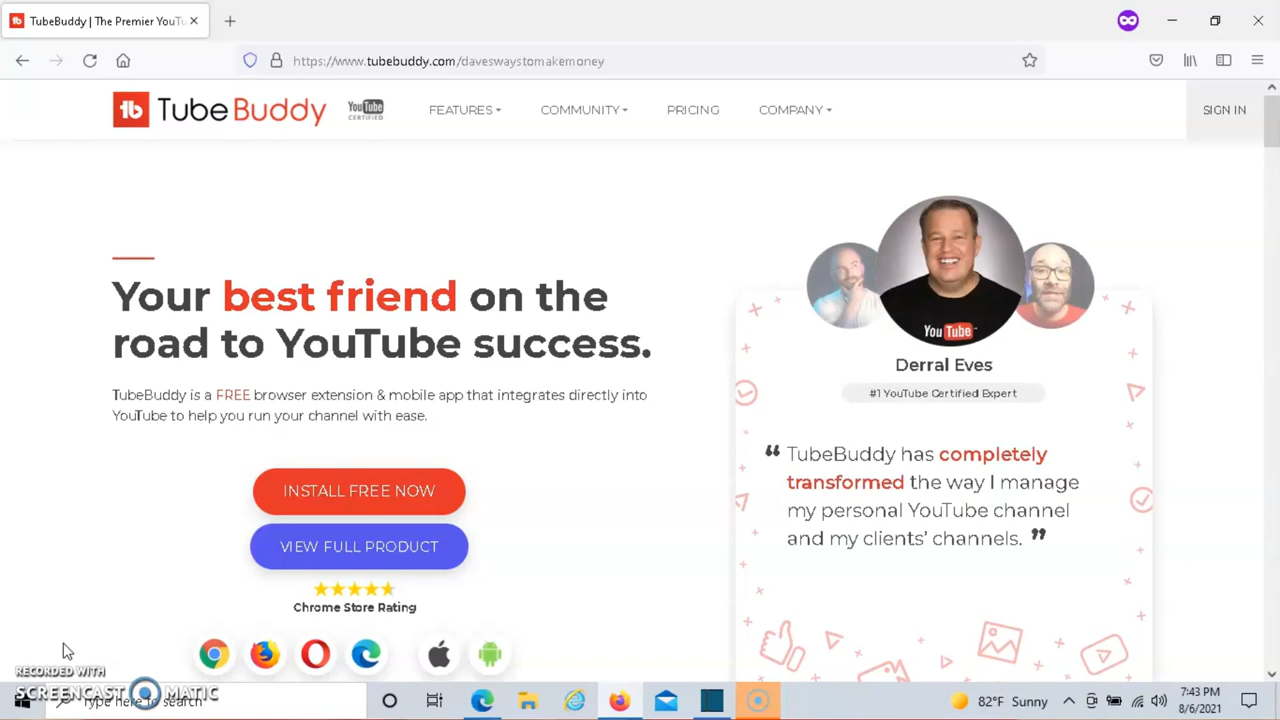 TubeBuddy | The Premier YouTu
https://www.tubebuddy.com/daveswaystomakemoney
tb TubeBuddy YouTube CERTIFIED FEATURES COMMUNITY PRICING COMPANY SIGN IN
Your best friend on the
road to YouTube success.
TubeBuddy is a FREE browser extension & mobile app that integrates directly into
YouTube to help you run your channel with ease.
INSTALL FREE NOW
VIEW FULL PRODUCT
Chrome Store Rating
YouTube
Derral Eves
#1 YouTube Certified Expert
“ TubeBuddy has completely
transformed the way I manage
my personal YouTube channel
and my clients’ channels. ”
RECORDED WITH
SCREENCAST MATIC
Type here to search
82°F Sunny
7:43 PM
8/6/2021